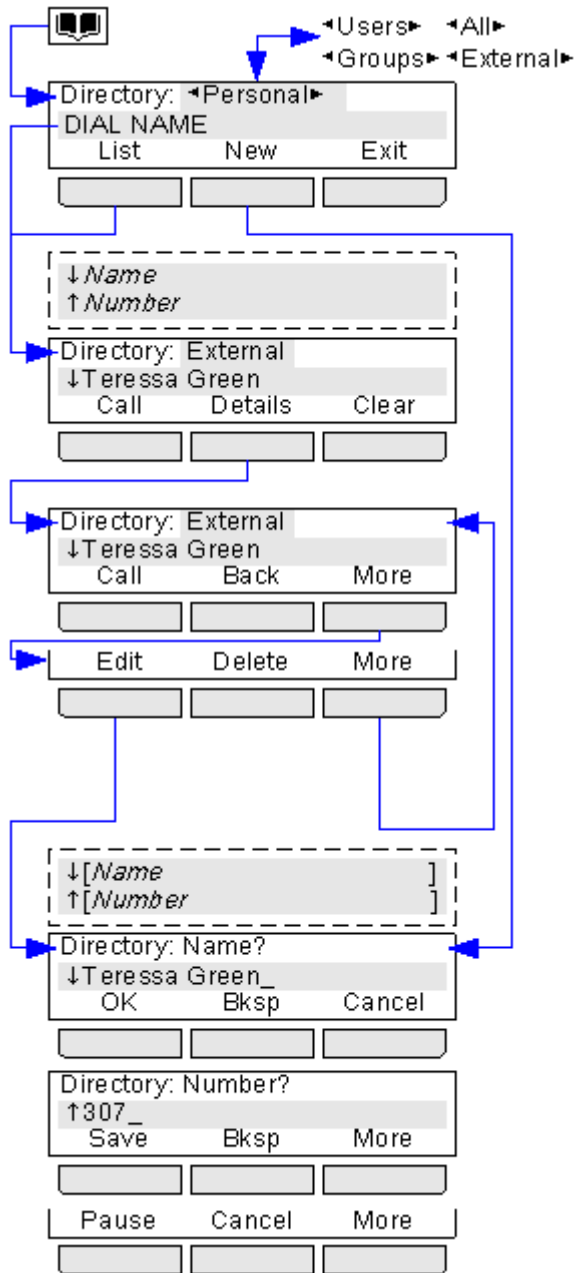 ◄Users► ◄All►
◄Groups► ◄External►
Directory: ◄Personal►
DIAL NAME
List New Exit
↓Name
↑Number
Directory: External
↓Teressa Green
Call Details Clear
Directory: External
↓Teressa Green
Call Back More
Edit Delete More
↓[Name ]
↑[Number ]
Directory: Name?
↓Teressa Green_
OK Bksp Cancel
Directory: Number?
↑307_
Save Bksp More
Pause Cancel More